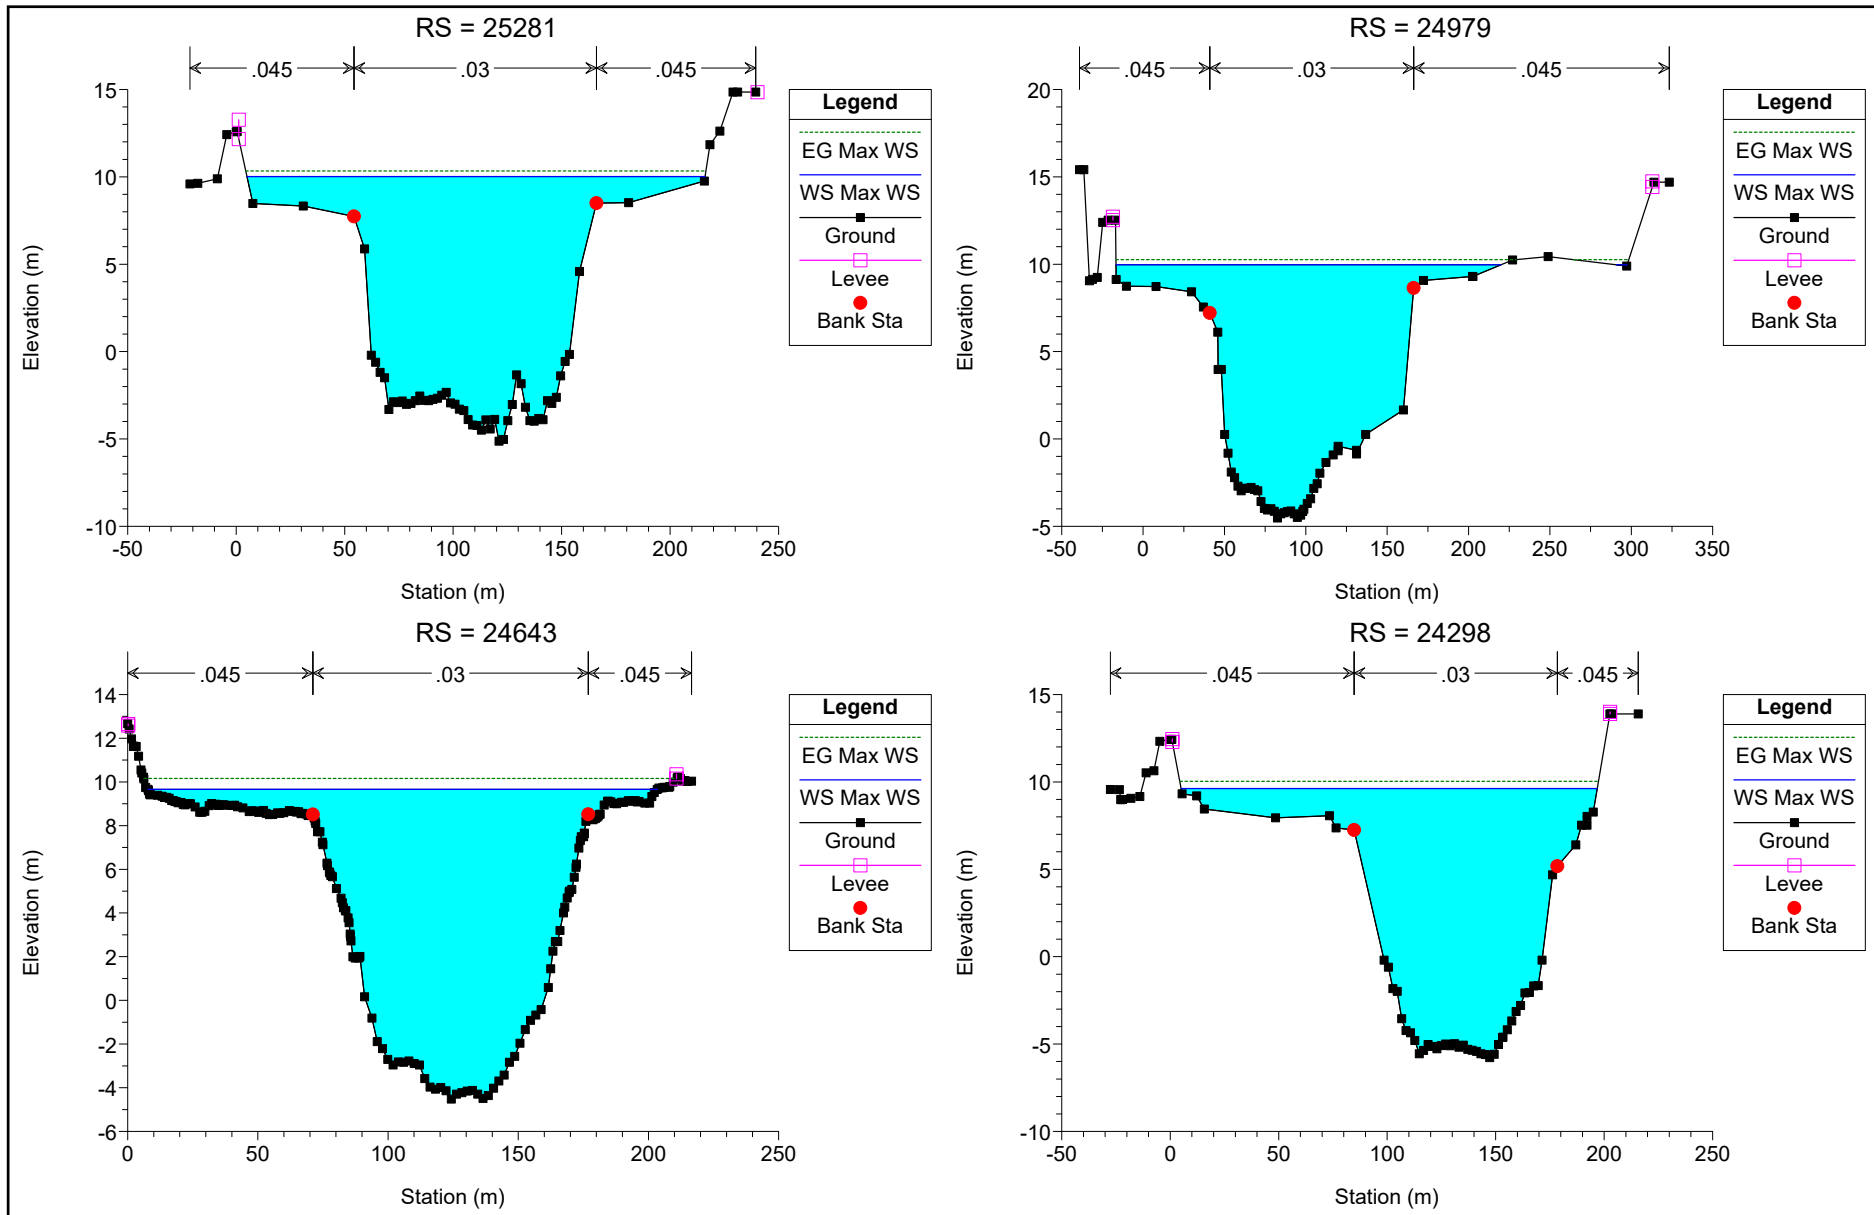 RS = 25281
.045 .03 .045
15
10
5
0
-5
-10
-50 0 50 100 150 200 250
Elevation (m)
Station (m)
Legend
EG Max WS
WS Max WS
Ground
Levee
Bank Sta
RS = 24979
.045 .03 .045
20
15
10
5
0
-5
-50 0 50 100 150 200 250 300 350
Elevation (m)
Station (m)
Legend
EG Max WS
WS Max WS
Ground
Levee
Bank Sta
RS = 24643
.045 .03 .045
14
12
10
8
6
4
2
0
-2
-4
-6
0 50 100 150 200 250
Elevation (m)
Station (m)
Legend
EG Max WS
WS Max WS
Ground
Levee
Bank Sta
RS = 24298
.045 .03 .045
15
10
5
0
-5
-10
-50 0 50 100 150 200 250
Elevation (m)
Station (m)
Legend
EG Max WS
WS Max WS
Ground
Levee
Bank Sta